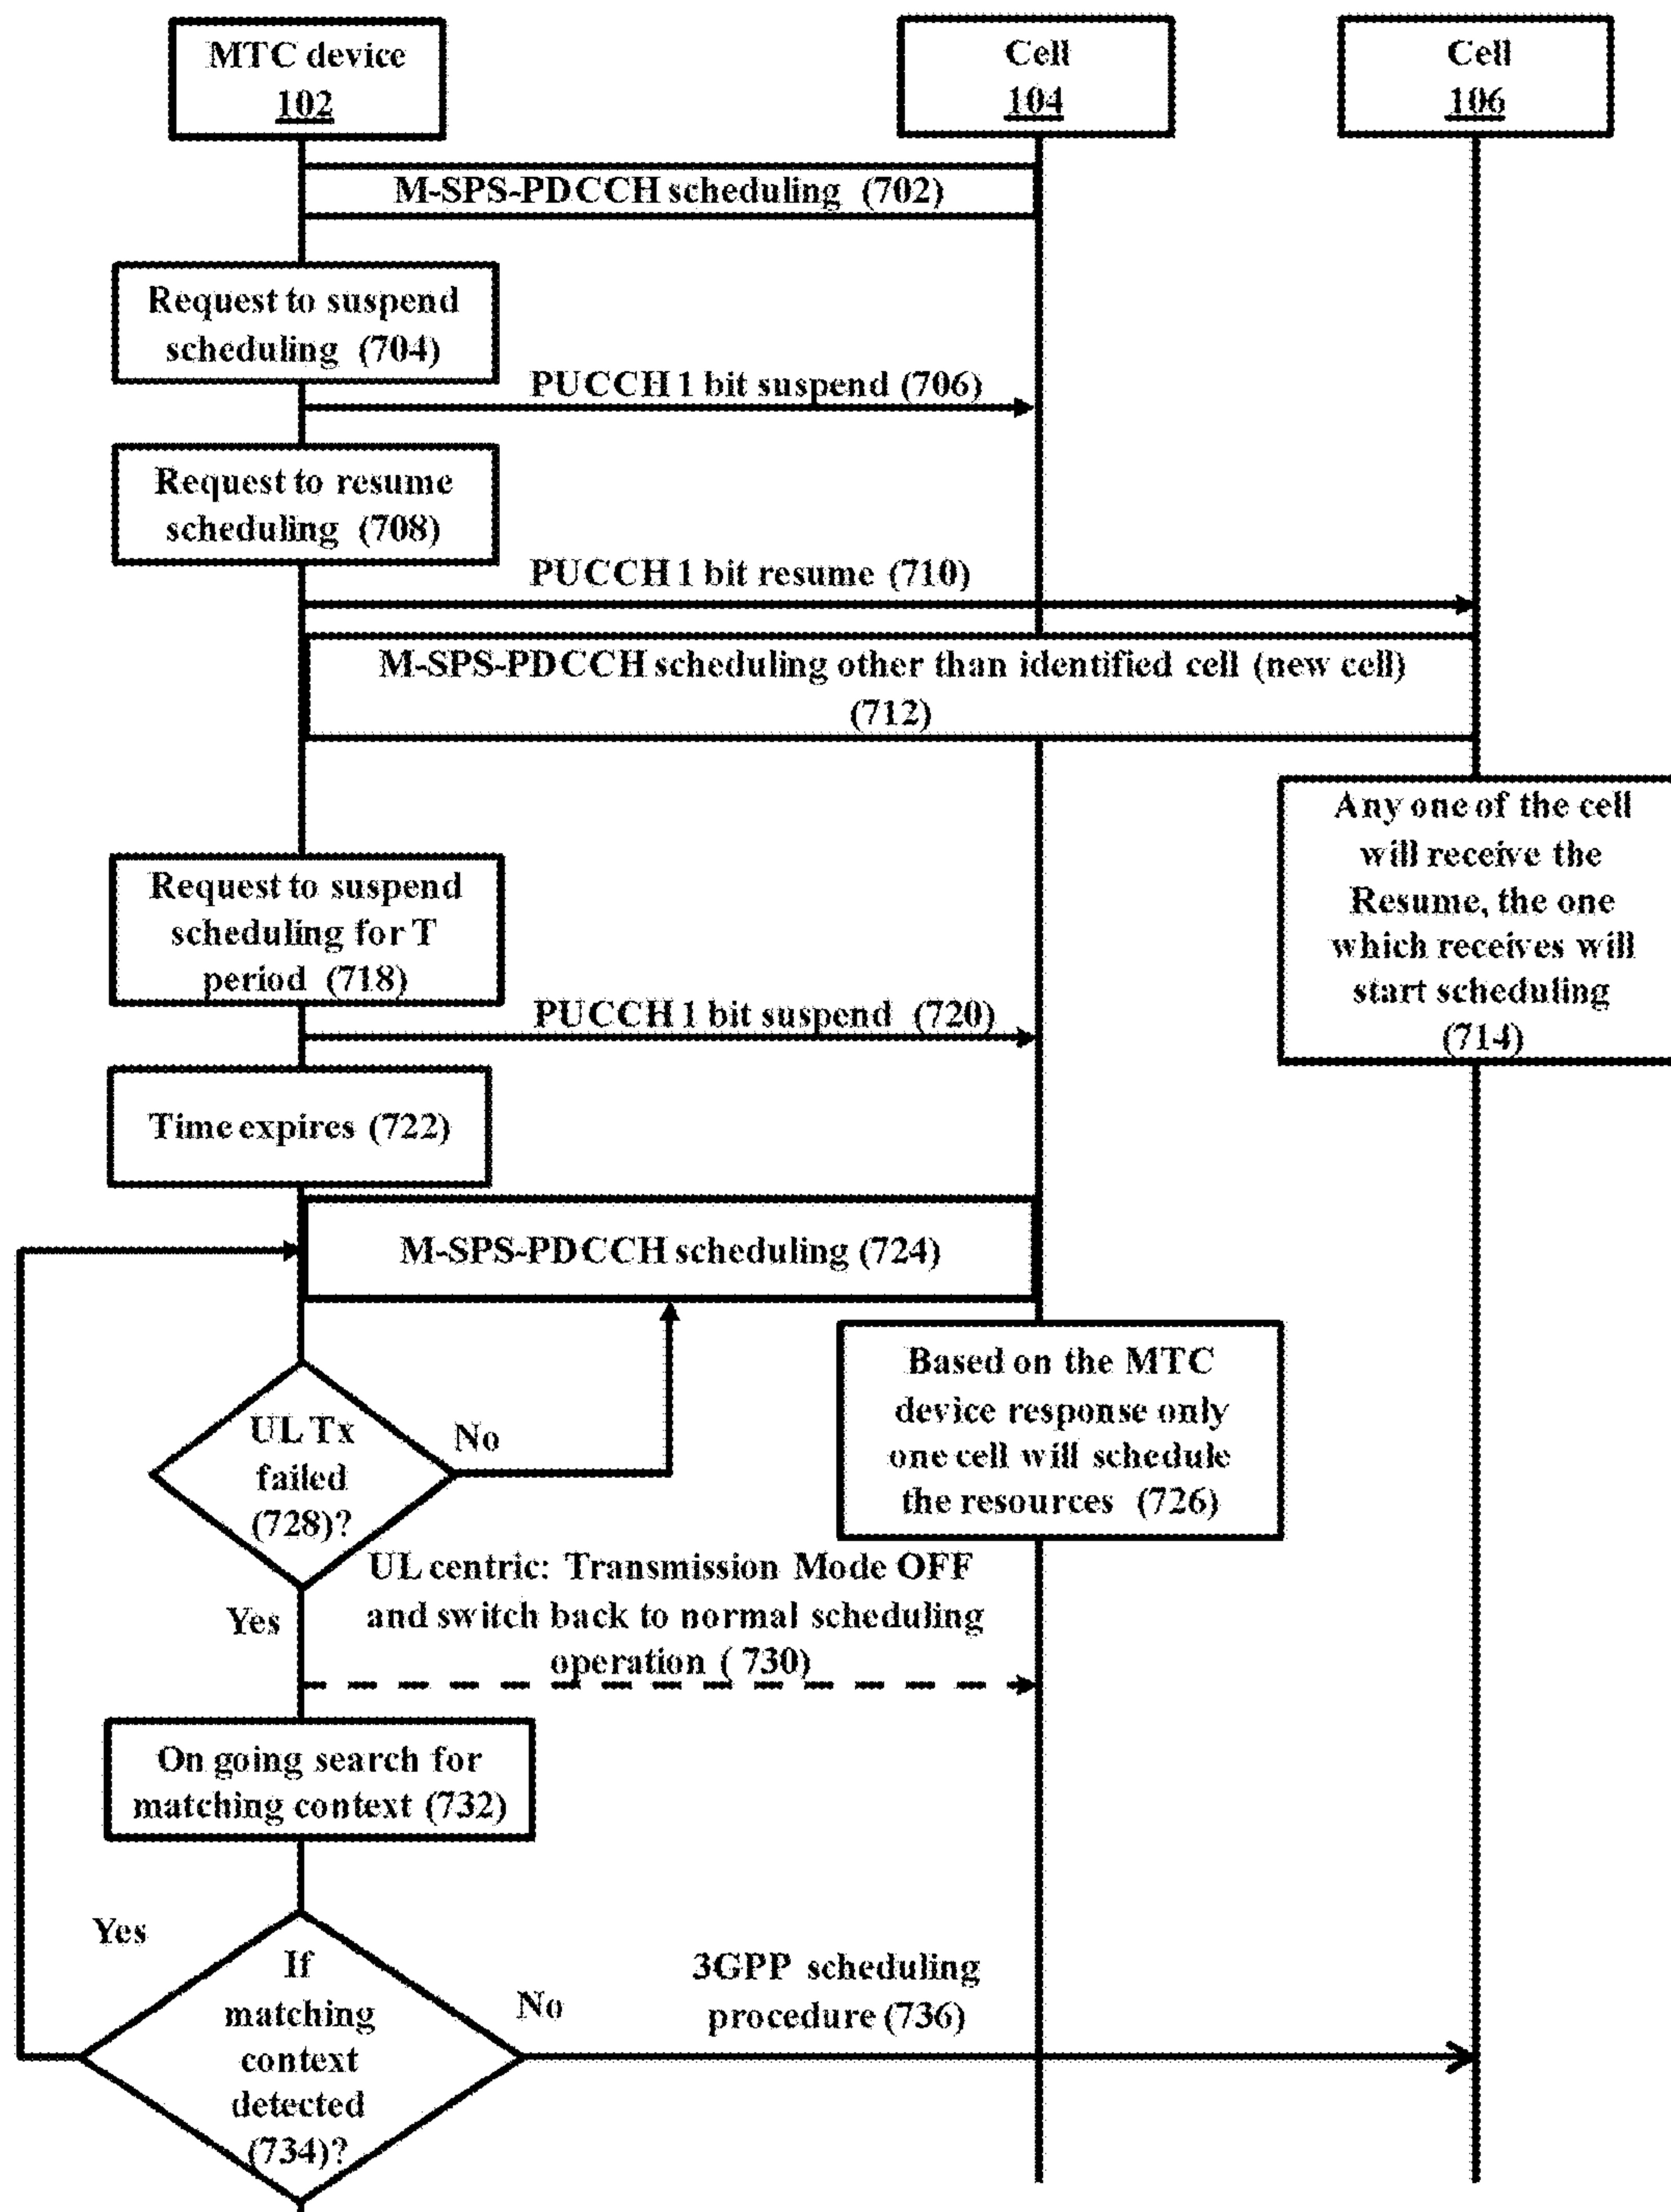 MTC device
102
Cell
104
Cell
106
M-SPS-PDCCH scheduling (702)
Request to suspend
scheduling (704)
PUCCH 1 bit suspend (706)
Request to resume
scheduling (708)
PUCCH 1 bit resume (710)
M-SPS-PDCCH scheduling other than identified cell (new cell)
(712)
Any one of the cell
will receive the
Resume, the one
which receives will
start scheduling
(714)
Request to suspend
scheduling for T
period (718)
PUCCH 1 bit suspend (720)
Time expires (722)
M-SPS-PDCCH scheduling (724)
Based on the MTC
device response only
one cell will schedule
the resources (726)
UL Tx
failed
(728)?
No
Yes
UL centric: Transmission Mode OFF
and switch back to normal scheduling
operation ( 730)
On going search for
matching context (732)
Yes
If
matching
context
detected
(734)?
No
3GPP scheduling
procedure (736)